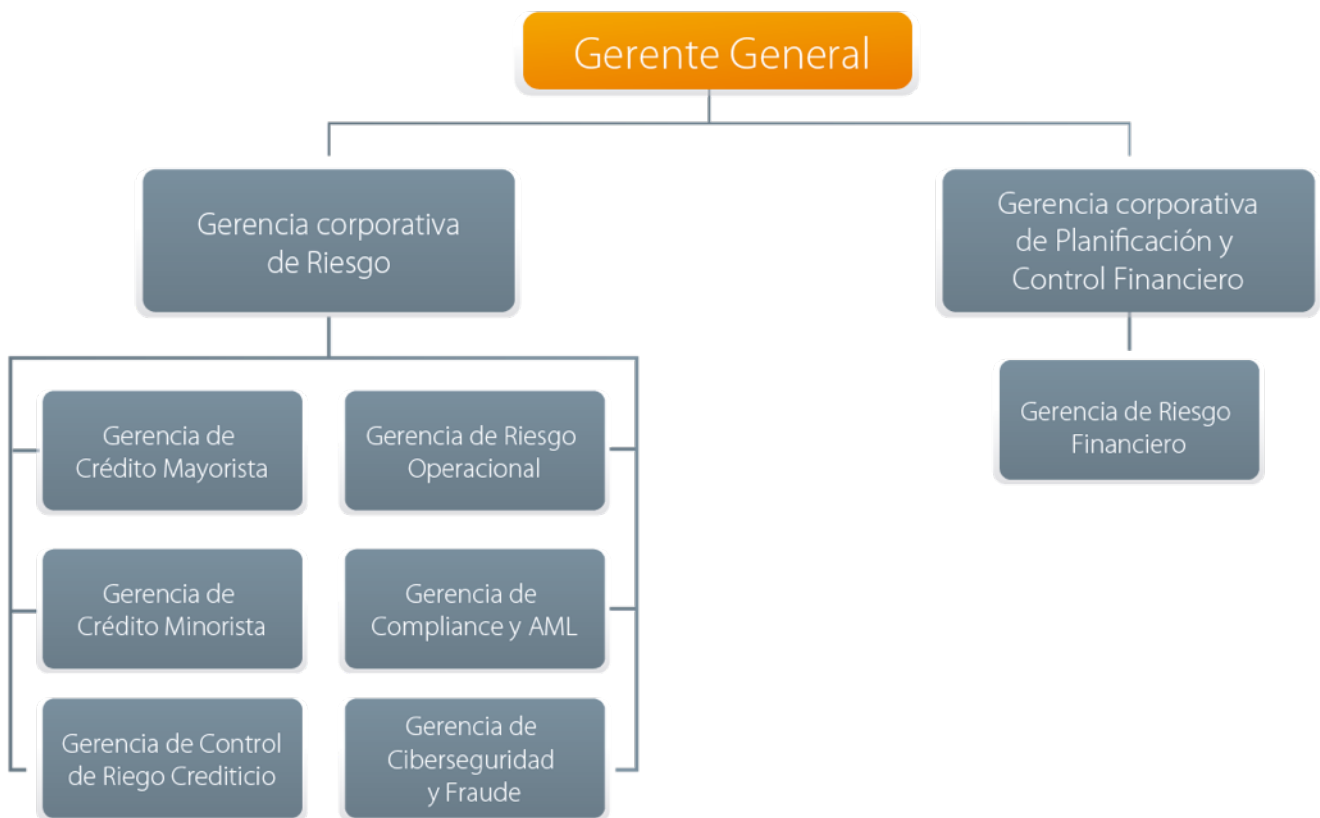 Gerente General
Gerencia corporativa
de Riesgo
Gerencia corporativa
de Planificación y
Control Financiero
Gerencia de
Crédito Mayorista
Gerencia de Riesgo
Operacional
Gerencia de Riesgo
Financiero
Gerencia de
Crédito Minorista
Gerencia de
Compliance y AML
Gerencia de Control
de Riego Crediticio
Gerencia de
Ciberseguridad
y Fraude